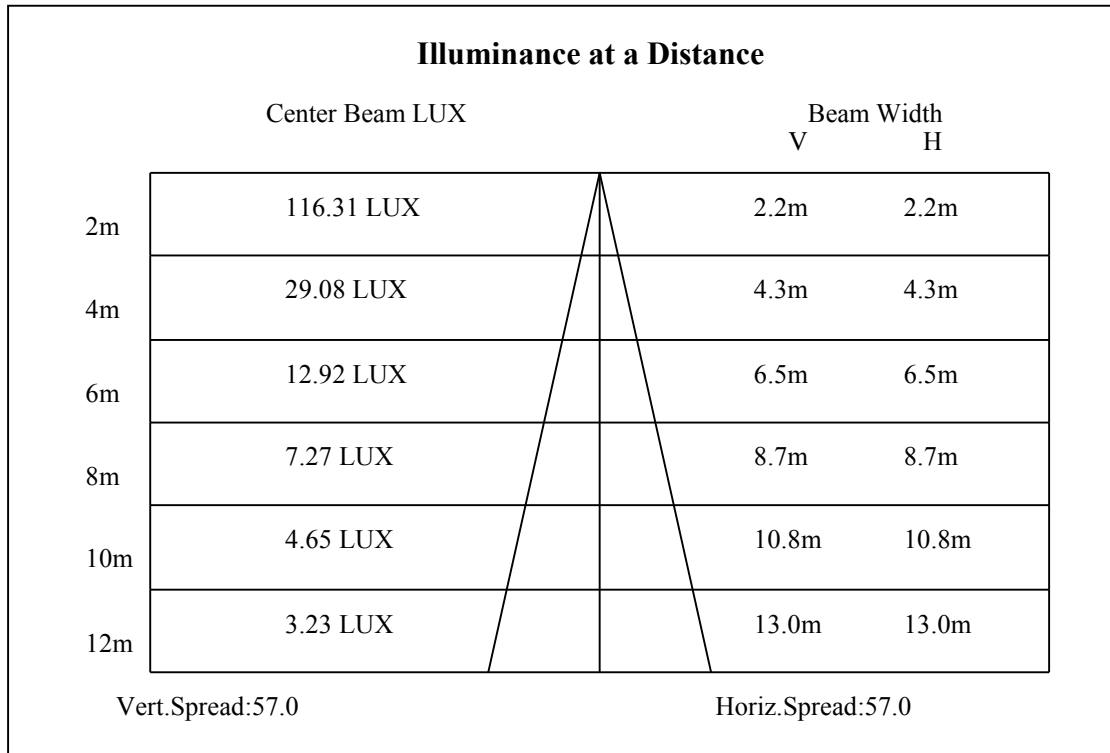 Illuminance at a Distance
Center Beam LUX Beam Width
V H
2m 116.31 LUX 2.2m 2.2m
4m 29.08 LUX 4.3m 4.3m
6m 12.92 LUX 6.5m 6.5m
8m 7.27 LUX 8.7m 8.7m
10m 4.65 LUX 10.8m 10.8m
12m 3.23 LUX 13.0m 13.0m
Vert.Spread:57.0 Horiz.Spread:57.0